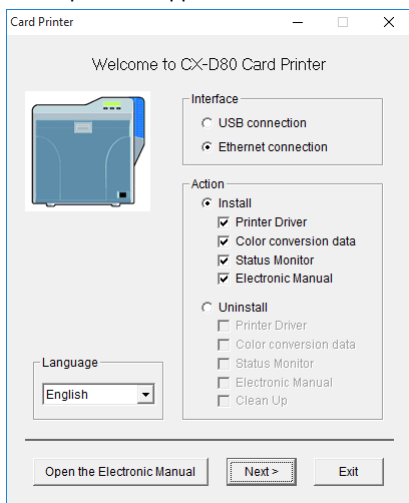 Card Printer
Welcome to CX-D80 Card Printer
Interface
USB connection
Ethernet connection
Action
Install
Printer Driver
Color conversion data
Status Monitor
Electronic Manual
Uninstall
Printer Driver
Color conversion data
Status Monitor
Electronic Manual
Clean Up
Language
English
Open the Electronic Manual
Next >
Exit